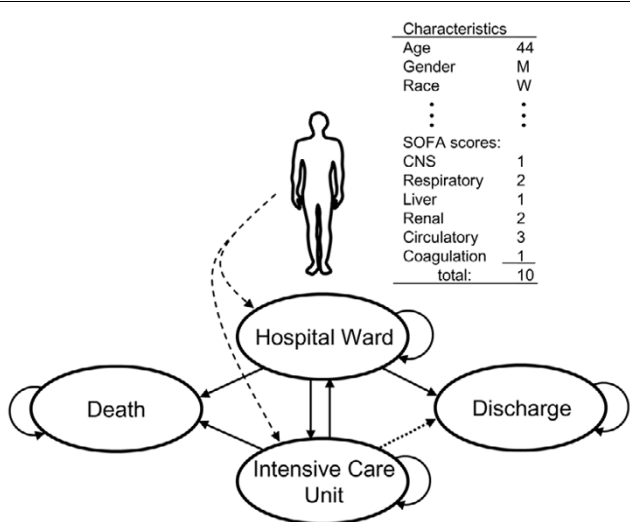 Characteristics
Age 44
Gender M
Race W
SOFA scores:
CNS 1
Respiratory 2
Liver 1
Renal 2
Circulatory 3
Coagulation 1
total: 10
Hospital Ward
Death
Discharge
Intensive Care
Unit